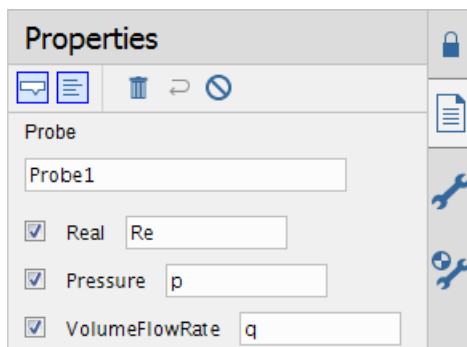 Properties
Probe
Probe1
Real Re
Pressure p
VolumeFlowRate q